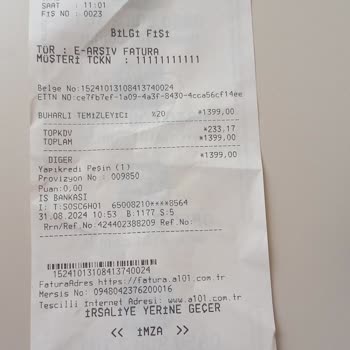 SAAT : 11:01
FİŞ NO : 0023
BİLGİ FİŞİ
TÜR : E-ARŞİV FATURA
MÜŞTERİ TCKN : 11111111111
Belge No:15241013108413740024
ETTN NO:ce7fb7ef-1a09-4a3f-8430-4cca56cf14ee
BUHARLI TEMİZLEYİCİ %20 *1399,00
TOPKDV *233,17
TOPLAM *1399,00
DİĞER *1399,00
Yapıkredi Peşin (1)
Provizyon No : 009850
Puan:0,00
İŞ BANKASI
İ: T:SOSC6H01 65008210****8564
31.08.2024 10:53 B:1177 S:5
Rrn/Ref No:424402388209 Ref No:
15241013108413740024
FaturaAdres https://fatura.a101.com.tr
Mersis No: 0948042376200016
Tescilli İnternet Adresi: www.a101.com.tr
İRSALİYE YERİNE GEÇER
<< İMZA >>